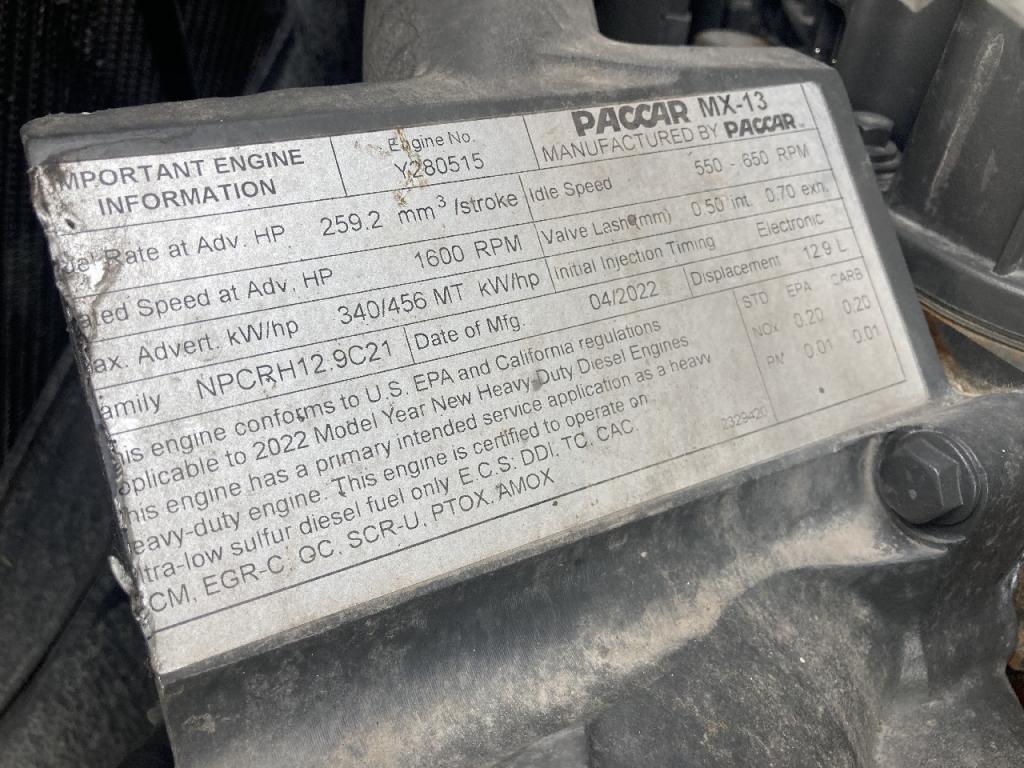 IMPORTANT ENGINE
INFORMATION
Engine No.
Y280515
PACCAR MX-13
MANUFACTURED BY PACCAR
uel Rate at Adv. HP 259.2 mm³ /stroke
Idle Speed 550 - 650 RPM
ated Speed at Adv. HP 1600 RPM
Valve Lash (mm) 0.50 int. 0.70 exh.
ax. Advert. kW/hp 340/456 MT kW/hp
Initial Injection Timing Electronic
amily NPCRH12.9C21
Date of Mfg. 04/2022
Displacement 12.9 L
his engine conforms to U.S. EPA and California regulations
pplicable to 2022 Model Year New Heavy-Duty Diesel Engines
his engine has a primary intended service application as a heavy
eavy-duty engine. This engine is certified to operate on
ltra-low sulfur diesel fuel only E.C.S: DDI, TC, CAC
CM, EGR-C, OC, SCR-U, PTOX, AMOX
STD EPA CARB
NOx 0.20 0.20
PM 0.01 0.01
2329420